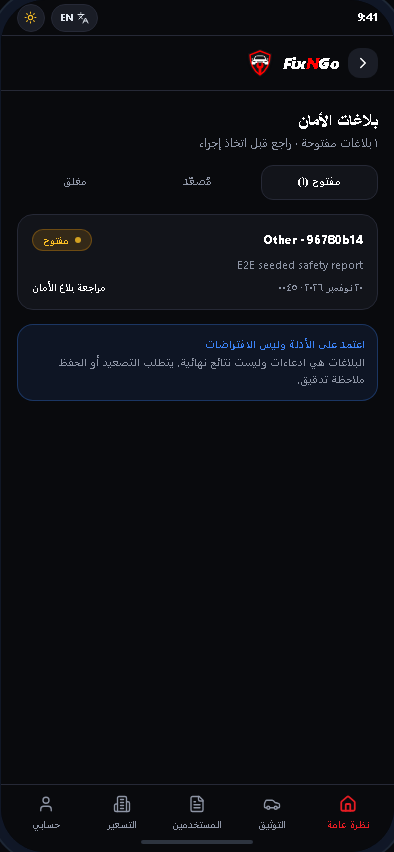 9:41
EN
FixNGo
بلاغات الأمان
١ بلاغات مفتوحة · راجع قبل اتخاذ إجراء
مفتوح (١)
مُصعّد
مغلق
Other - 96780b14
مفتوح
E2E seeded safety report
٢٠ نوفمبر ٢٠٢٦ · ٠٠:٤٥
مراجعة بلاغ الأمان
اعتمد على الأدلة وليس الافتراضات
البلاغات هي ادعاءات وليست نتائج نهائية. يتطلب التصعيد أو الحفظ
ملاحظة تدقيق.
نظرة عامة
التوثيق
المستخدمين
التسعير
حسابي